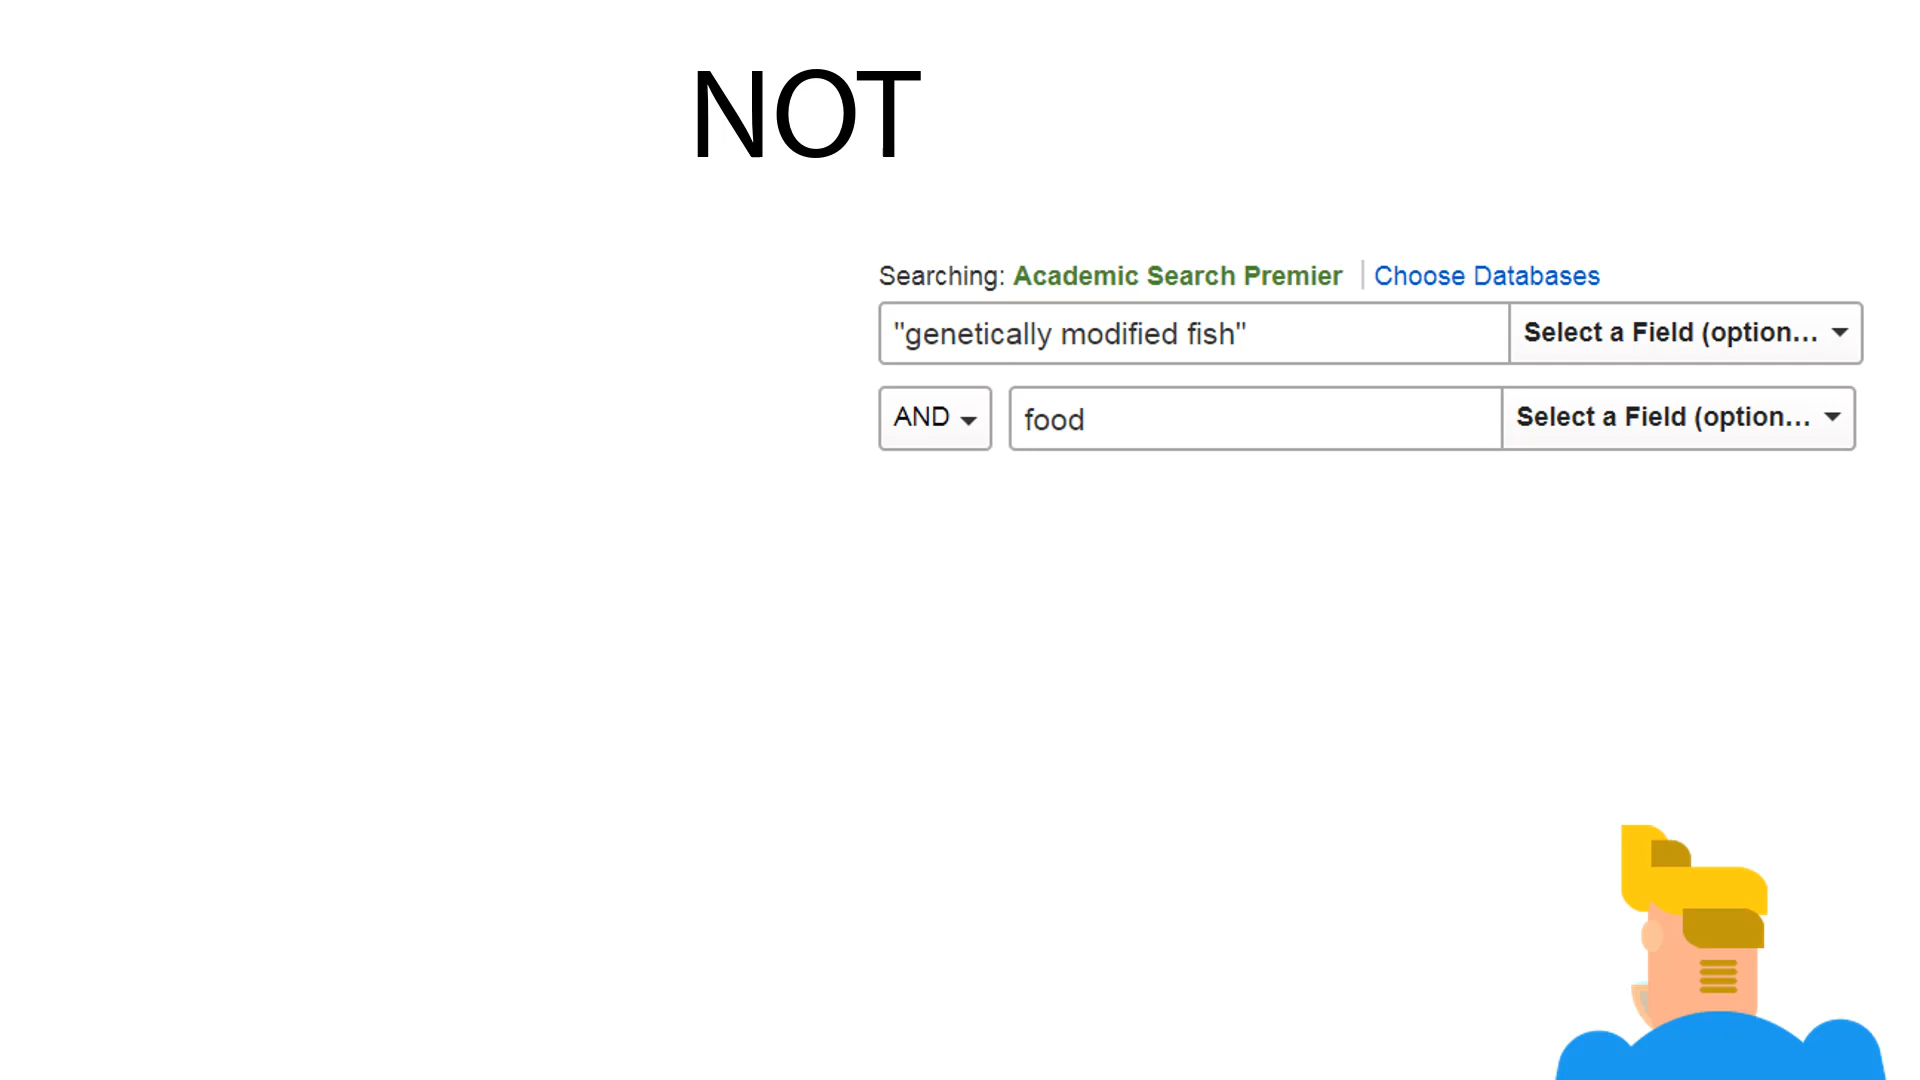 NOT
Searching: Academic Search Premier | Choose Databases
"genetically modified fish" Select a Field (option...
AND food Select a Field (option...